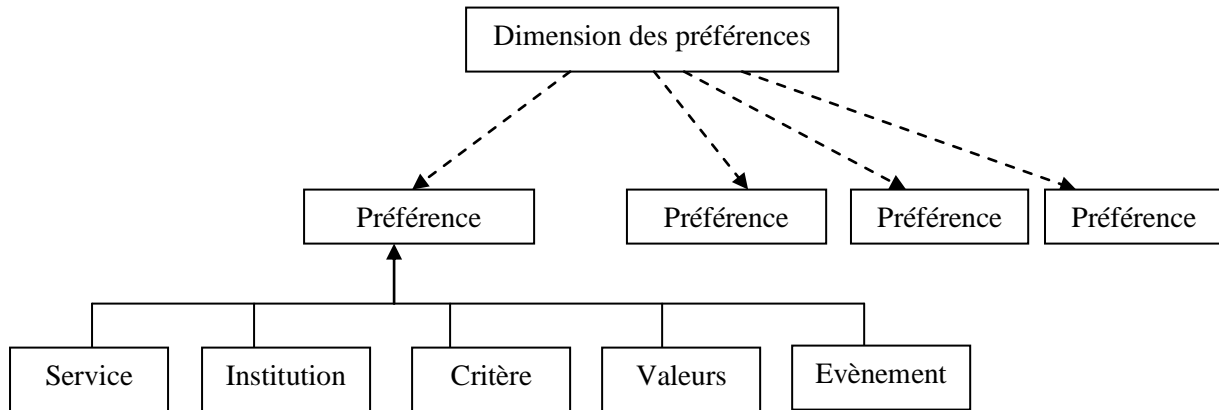 Dimension des préférences
Préférence
Préférence
Préférence
Préférence
Service
Institution
Critère
Valeurs
Evènement